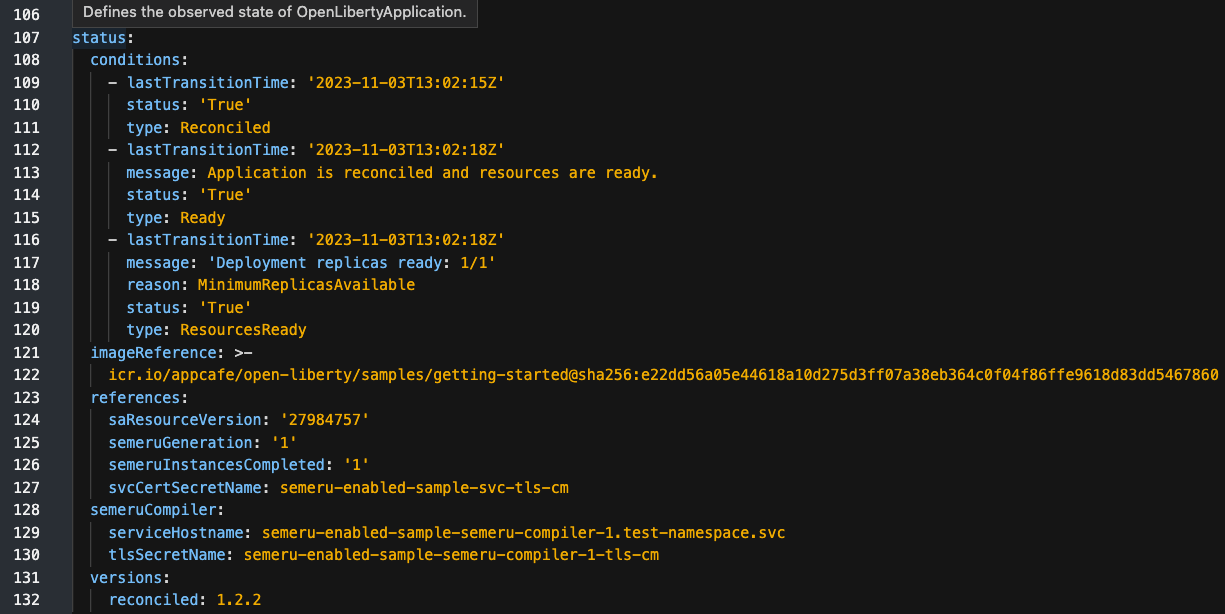 Defines the observed state of OpenLibertyApplication.
106
107 status:
108 conditions:
109 - lastTransitionTime: '2023-11-03T13:02:15Z'
110 status: 'True'
111 type: Reconciled
112 - lastTransitionTime: '2023-11-03T13:02:18Z'
113 message: Application is reconciled and resources are ready.
114 status: 'True'
115 type: Ready
116 - lastTransitionTime: '2023-11-03T13:02:18Z'
117 message: 'Deployment replicas ready: 1/1'
118 reason: MinimumReplicasAvailable
119 status: 'True'
120 type: ResourcesReady
121 imageReference: >-
122 icr.io/appcafe/open-liberty/samples/getting-started@sha256:e22dd56a05e44618a10d275d3ff07a38eb364c0f04f86ffe9618d83dd5467860
123 references:
124 saResourceVersion: '27984757'
125 semeruGeneration: '1'
126 semeruInstancesCompleted: '1'
127 svcCertSecretName: semeru-enabled-sample-svc-tls-cm
128 semeruCompiler:
129 serviceHostname: semeru-enabled-sample-semeru-compiler-1.test-namespace.svc
130 tlsSecretName: semeru-enabled-sample-semeru-compiler-1-tls-cm
131 versions:
132 reconciled: 1.2.2